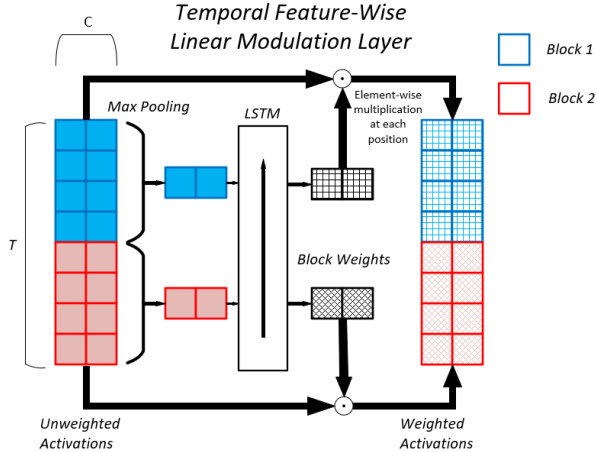 Temporal Feature-Wise
Linear Modulation Layer
C
Block 1
Block 2
Max Pooling
LSTM
Element-wise
multiplication
at each
position
T
Block Weights
Unweighted
Activations
Weighted
Activations